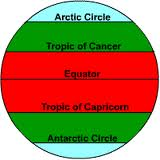 Arctic Circle
Tropic of Cancer
Equator
Tropic of Capricorn
Antarctic Circle